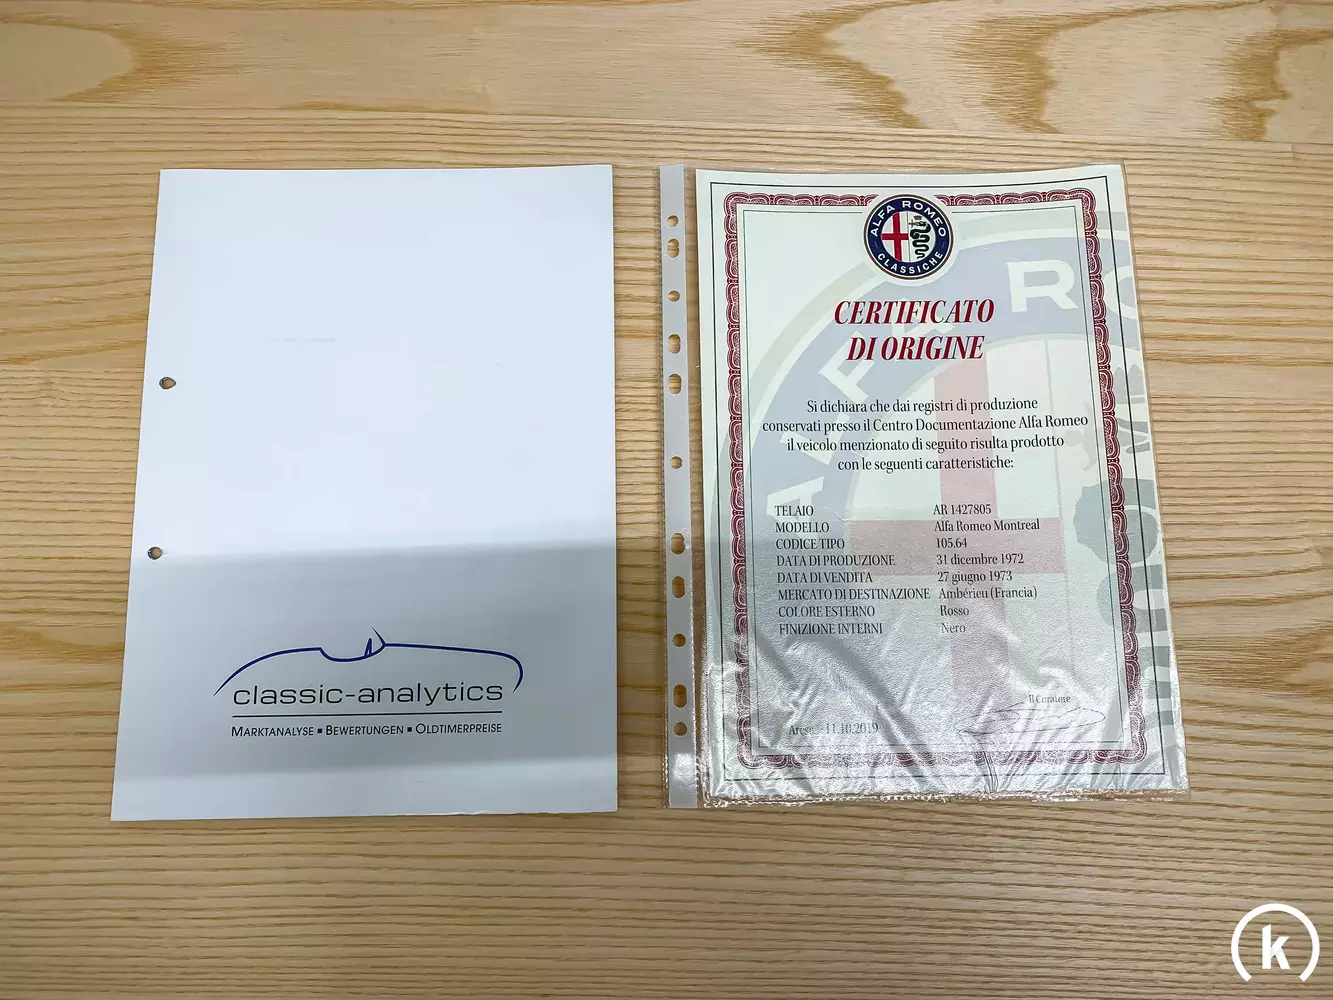 classic-analytics
MARKTANALYSE ▪ BEWERTUNGEN ▪ OLDTIMERPREISE
ALFA ROMEO
CLASSICHE
CERTIFICATO
DI ORIGINE
Si dichiara che dai registri di produzione
conservati presso il Centro Documentazione Alfa Romeo
il veicolo menzionato di seguito risulta prodotto
con le seguenti caratteristiche:
TELAIO AR 1427805
MODELLO Alfa Romeo Montreal
CODICE TIPO 105.64
DATA DI PRODUZIONE 31 dicembre 1972
DATA DI VENDITA 27 giugno 1973
MERCATO DI DESTINAZIONE Ambérieu (Francia)
COLORE ESTERNO Rosso
FINIZIONE INTERNI Nero
Il Curatore
Arese, 11.10.2019
k